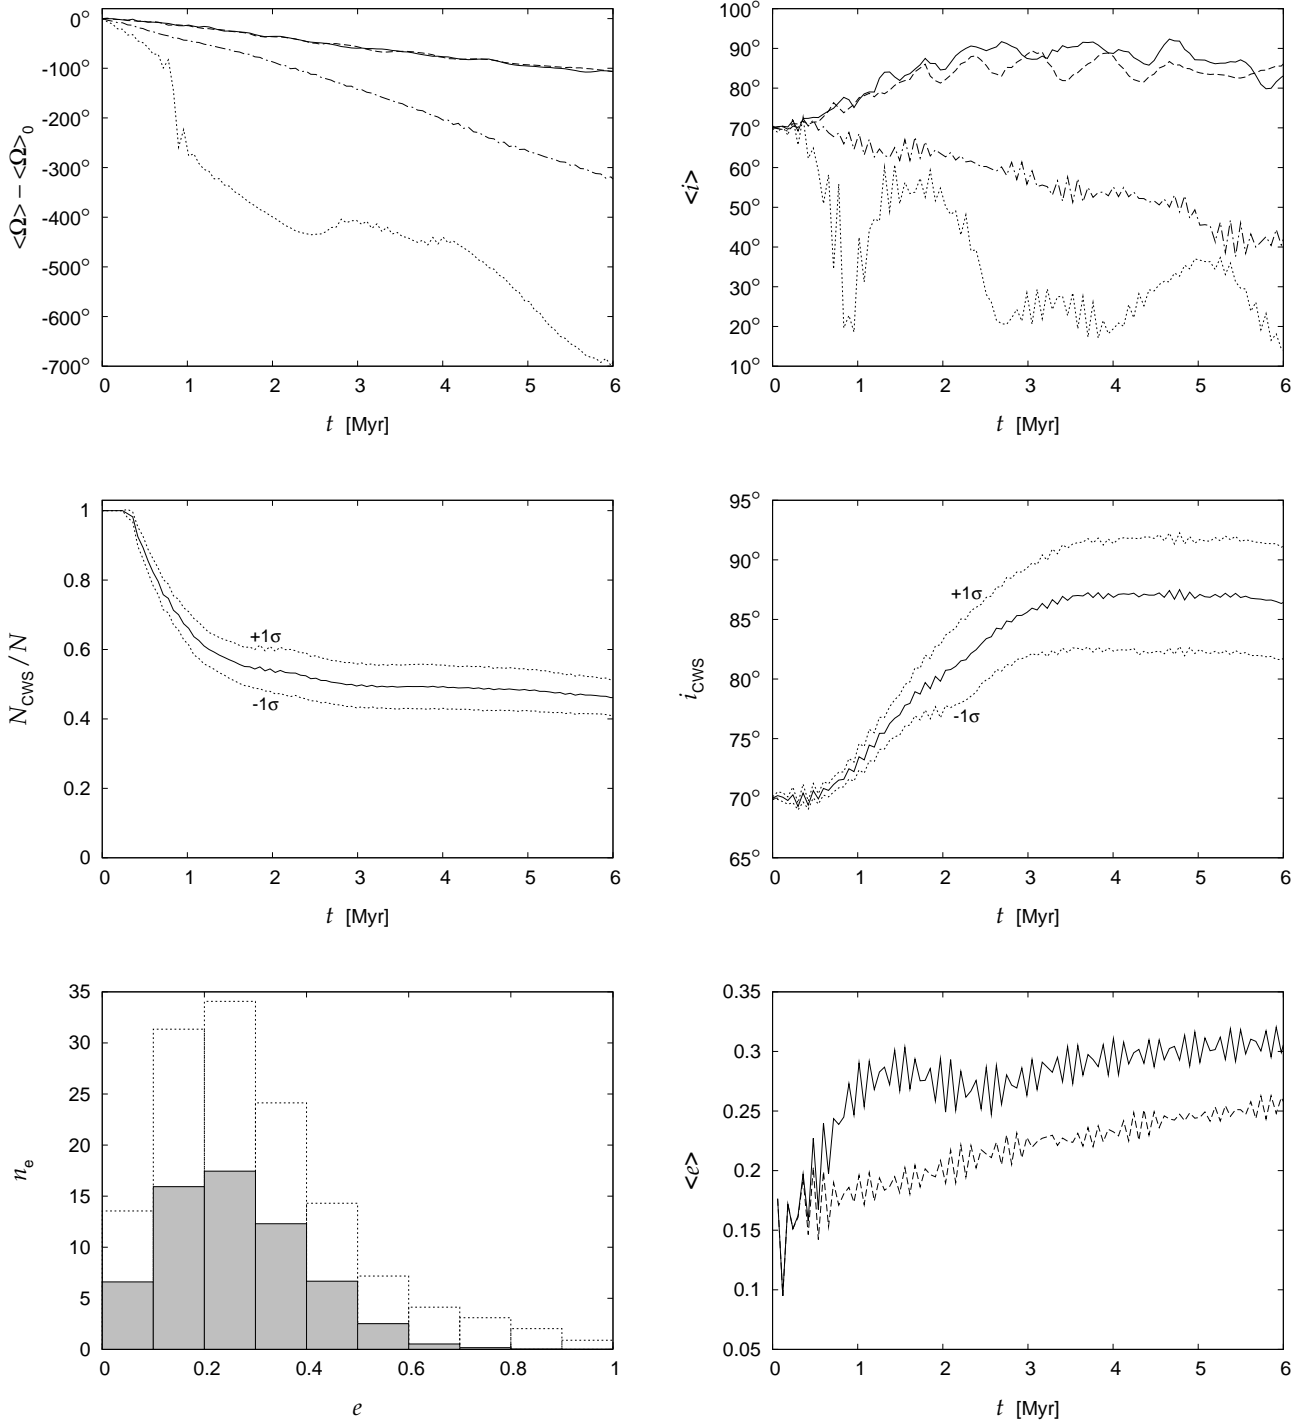 <Ω> − <Ω>₀
0° -100° -200° -300° -400° -500° -600° -700°
0 1 2 3 4 5 6
t [Myr]
<i>
100° 90° 80° 70° 60° 50° 40° 30° 20° 10°
0 1 2 3 4 5 6
t [Myr]
N_CWS / N
1 0.8 0.6 0.4 0.2 0
+1σ
-1σ
0 1 2 3 4 5 6
t [Myr]
i_CWS
95° 90° 85° 80° 75° 70° 65°
+1σ
-1σ
0 1 2 3 4 5 6
t [Myr]
n_e
35 30 25 20 15 10 5 0
0 0.2 0.4 0.6 0.8 1
e
<e>
0.35 0.3 0.25 0.2 0.15 0.1 0.05
0 1 2 3 4 5 6
t [Myr]